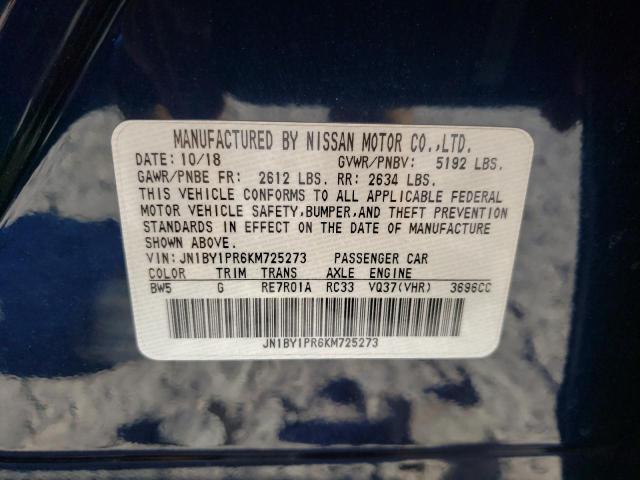 MANUFACTURED BY NISSAN MOTOR CO.,LTD.
DATE: 10/18 GVWR/PNBV: 5192 LBS.
GAWR/PNBE FR: 2612 LBS. RR: 2634 LBS.
THIS VEHICLE CONFORMS TO ALL APPLICABLE FEDERAL
MOTOR VEHICLE SAFETY,BUMPER,AND THEFT PREVENTION
STANDARDS IN EFFECT ON THE DATE OF MANUFACTURE
SHOWN ABOVE.
VIN:JN1BY1PR6KM725273 PASSENGER CAR
COLOR TRIM TRANS AXLE ENGINE
BW5 G RE7R01A RC33 VQ37(VHR) 3696CC
JN1BY1PR6KM725273